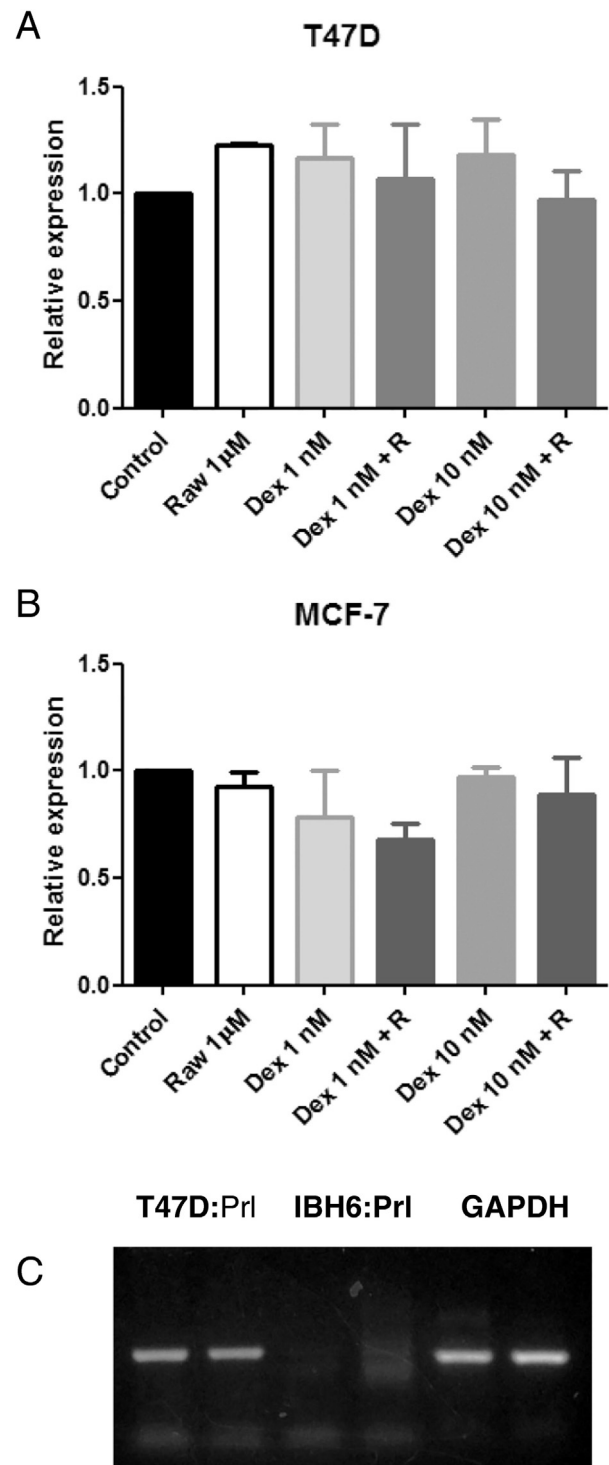 A
T47D
Relative expression
1.5
1.0
0.5
0.0
Control
Raw 1µM
Dex 1 nM
Dex 1 nM + R
Dex 10 nM
Dex 10 nM + R
B
MCF-7
Relative expression
1.5
1.0
0.5
0.0
Control
Raw 1µM
Dex 1 nM
Dex 1 nM + R
Dex 10 nM
Dex 10 nM + R
T47D:Prl IBH6:Prl GAPDH
C